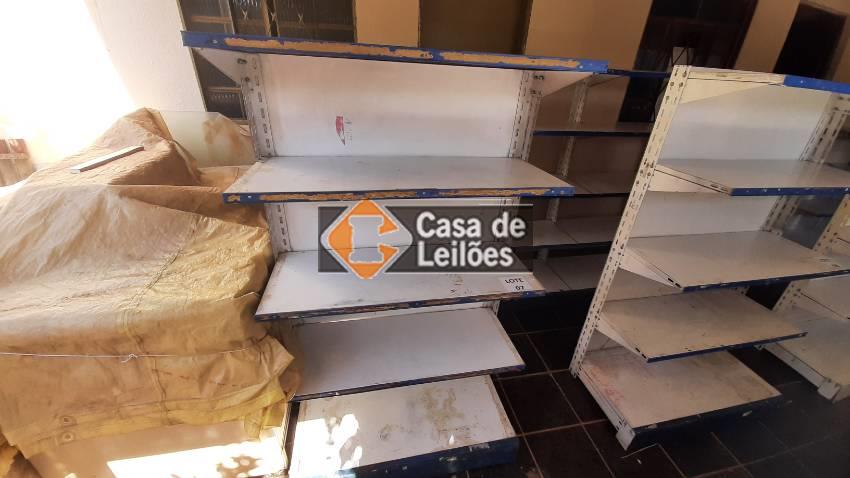 Casa de
Leilões
LOTE
07